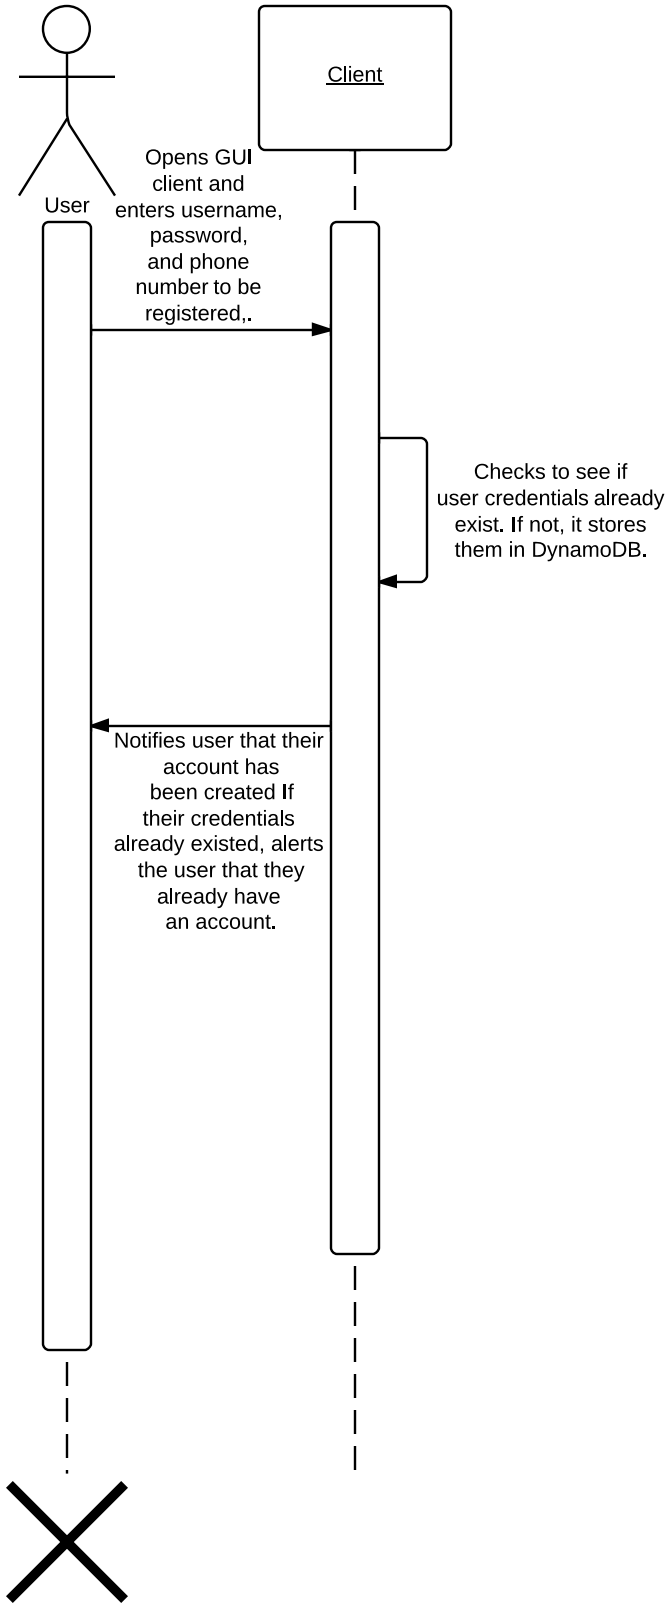 Client
User
Opens GUI
client and
enters username,
password,
and phone
number to be
registered,.
Checks to see if
user credentials already
exist. If not, it stores
them in DynamoDB.
Notifies user that their
account has
been created If
their credentials
already existed, alerts
the user that they
already have
an account.